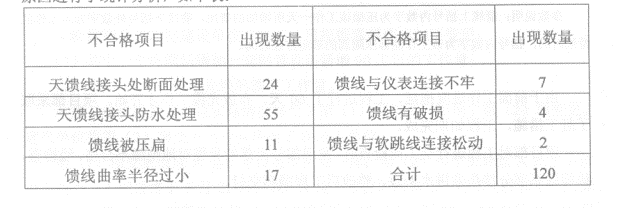 不合格项目 出现数量 不合格项目 出现数量
天馈线接头处断面处理 24 馈线与仪表连接不牢 7
天馈线接头防水处理 55 馈线有破损 4
馈线被压扁 11 馈线与软跳线连接松动 2
馈线曲率半径过小 17 合计 120